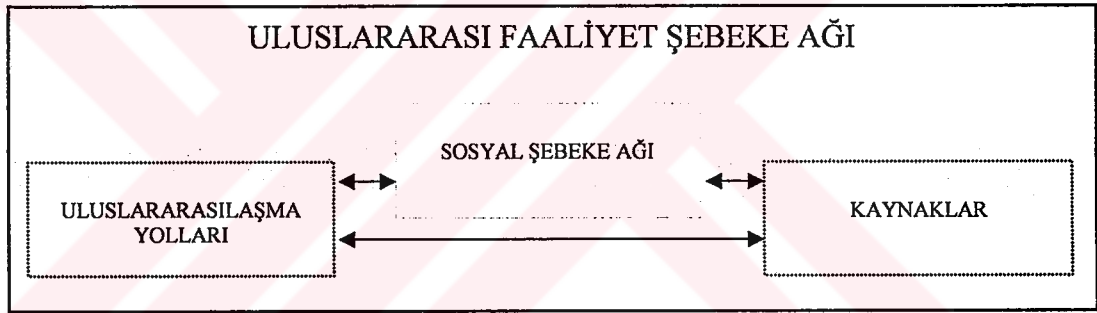 ULUSLARARASI FAALİYET ŞEBEKE AĞI
SOSYAL ŞEBEKE AĞI
ULUSLARARASILAŞMA
YOLLARI
KAYNAKLAR